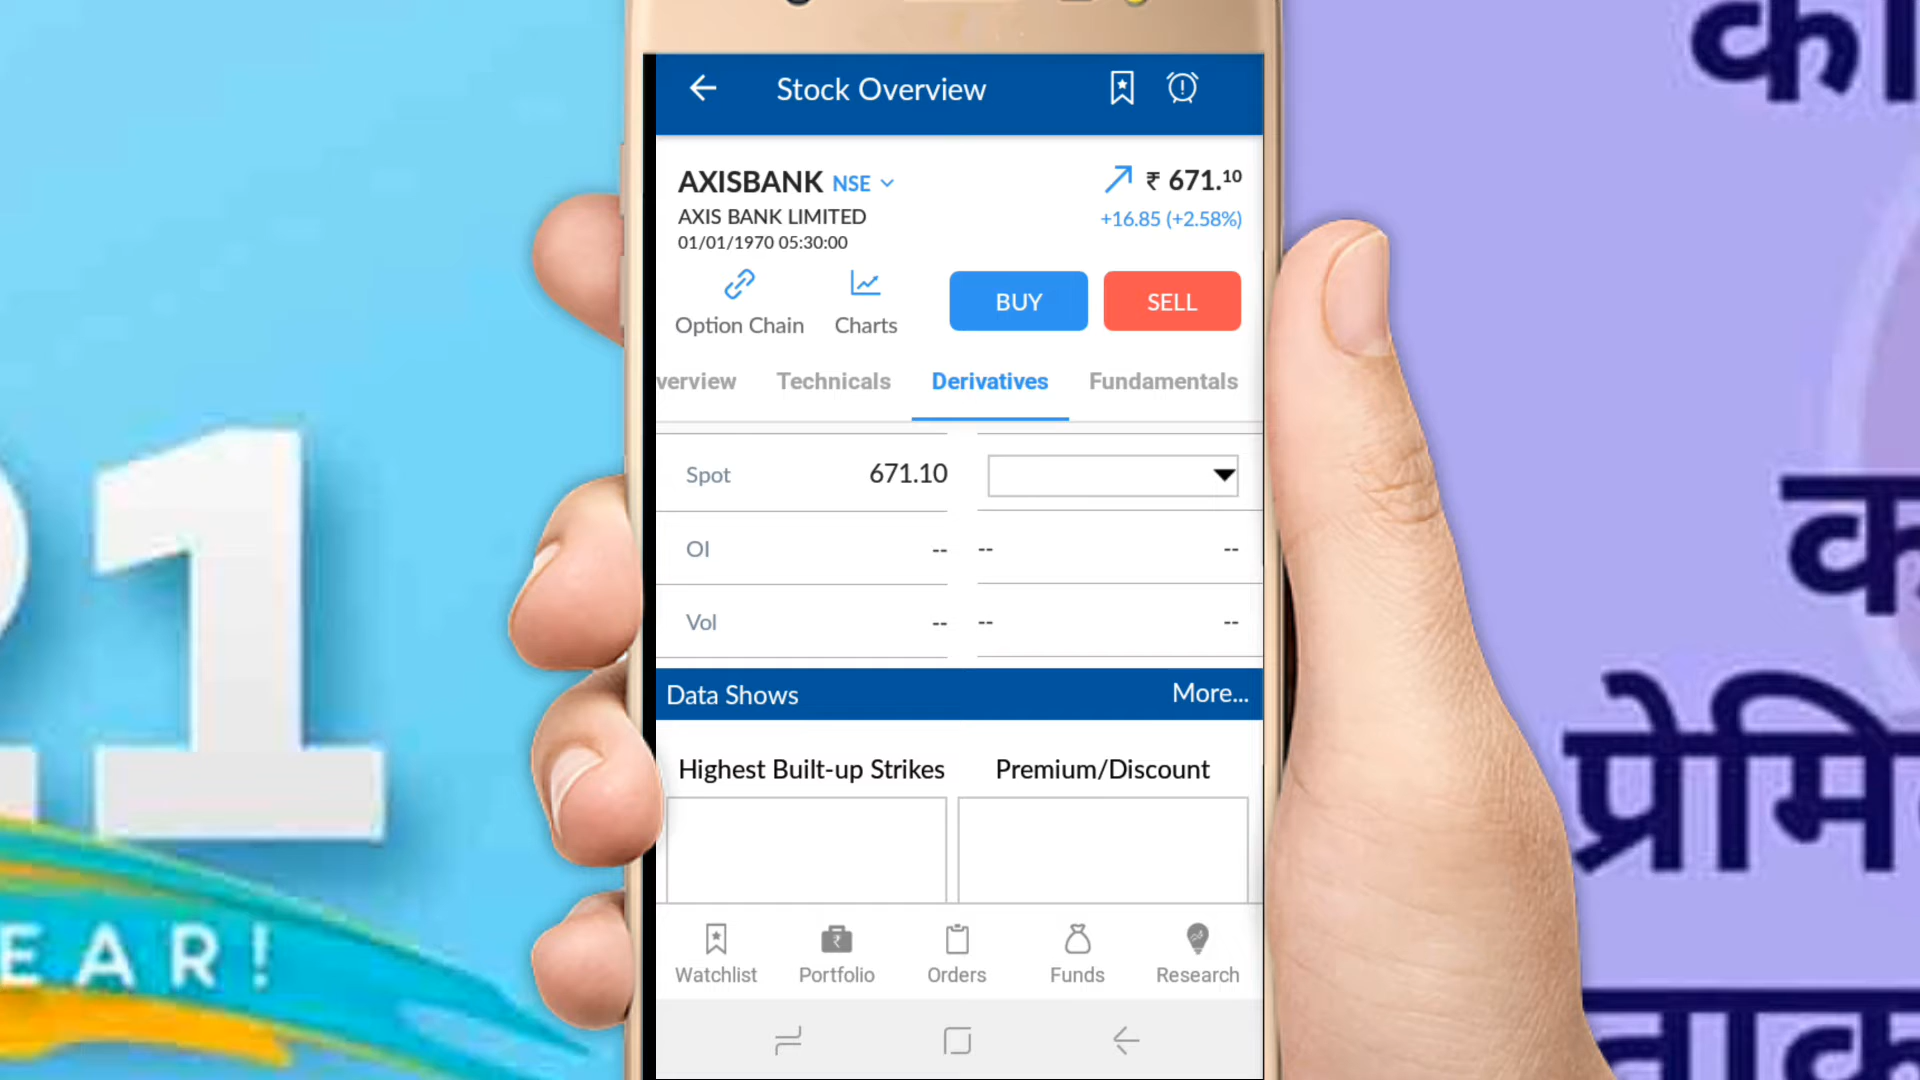 Stock Overview
AXISBANK NSE
₹ 671.10
AXIS BANK LIMITED
+16.85 (+2.58%)
01/01/1970 05:30:00
Option Chain
Charts
BUY
SELL
verview
Technicals
Derivatives
Fundamentals
Spot
671.10
OI
--
--
--
Vol
--
--
--
Data Shows
More...
Highest Built-up Strikes
Premium/Discount
Watchlist
Portfolio
Orders
Funds
Research
21
EAR!